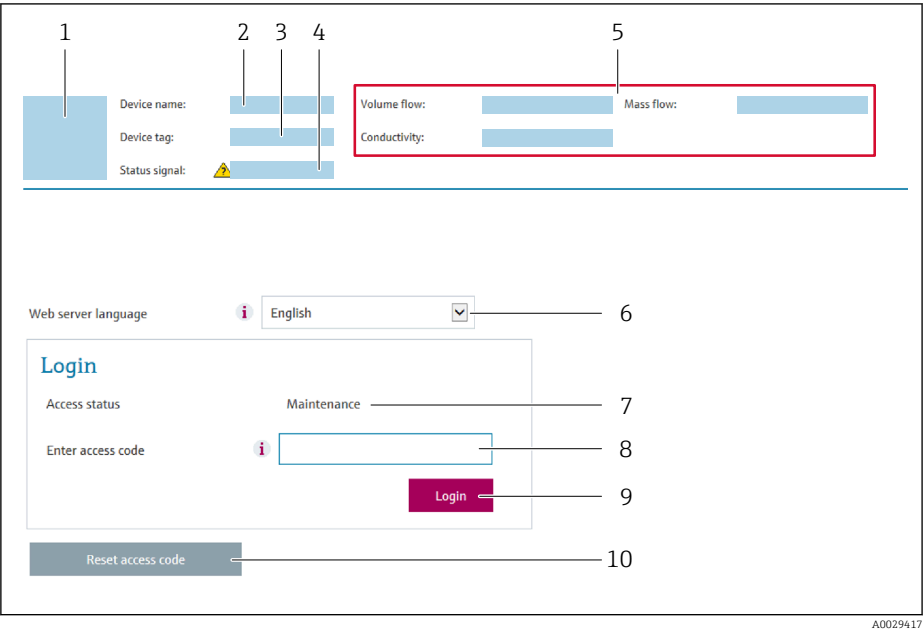 1 2 3 4 5
Device name: Volume flow: Mass flow:
Device tag: Conductivity:
Status signal: ?
Web server language i English 6
Login
Access status Maintenance 7
Enter access code i 8
Login 9
Reset access code 10
A0029417